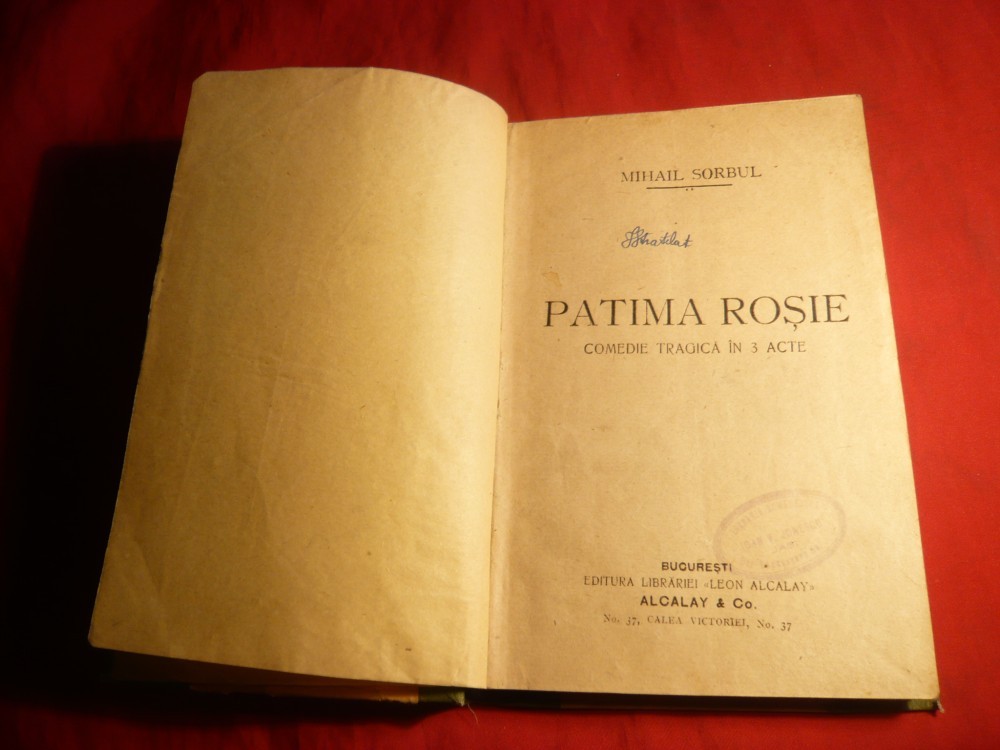 MIHAIL SORBUL
PATIMA ROȘIE
COMEDIE TRAGICĂ ÎN 3 ACTE
BUCUREȘTI
EDITURA LIBRĂRIEI «LEON ALCALAY»
ALCALAY & Co.
No. 37, CALEA VICTORIEI, No. 37